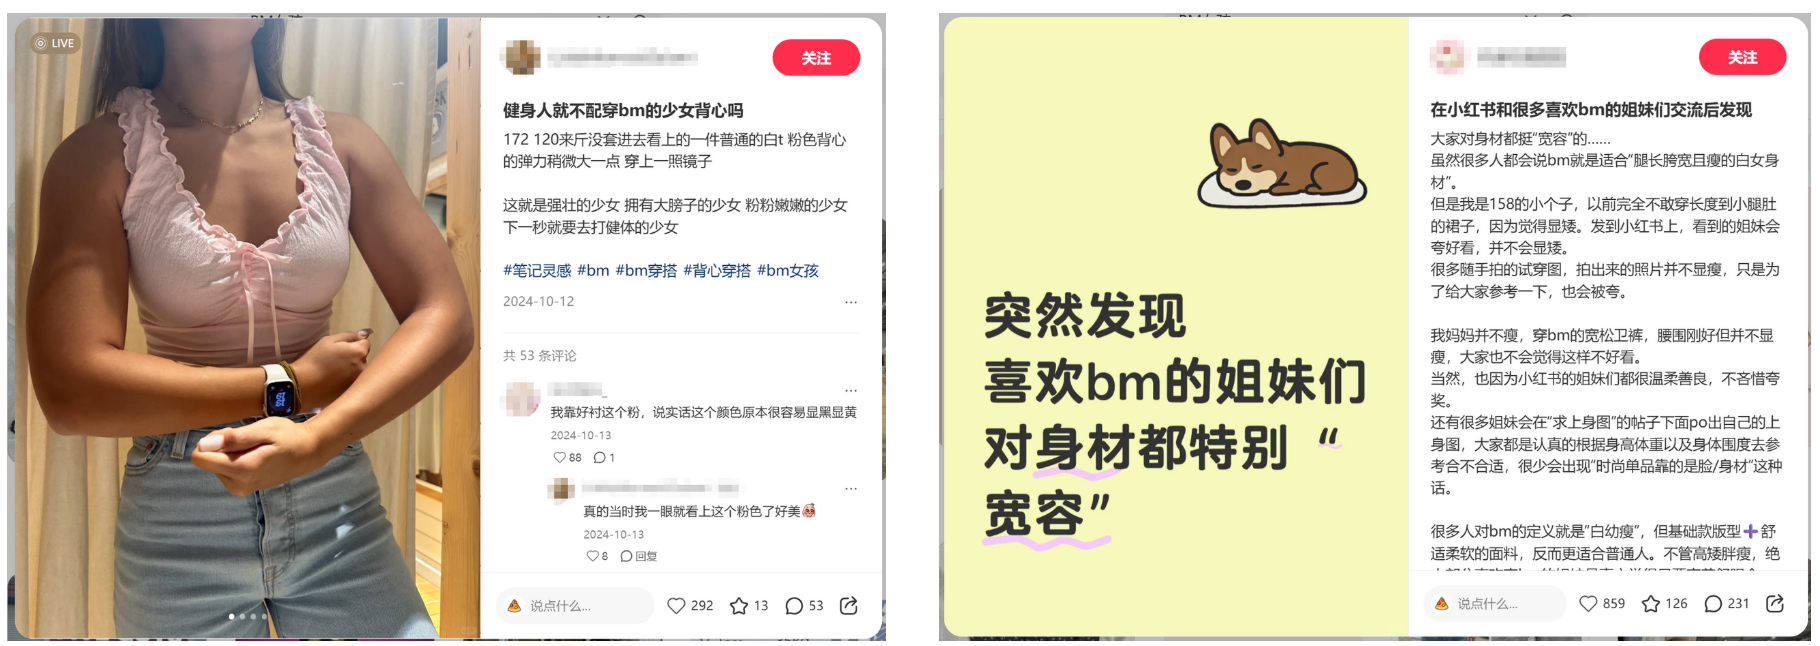 LIVE
关注
健身人就不配穿bm的少女背心吗
172 120来斤没套进去看上的一件普通的白t 粉色背心
的弹力稍微大一点 穿上一照镜子
这就是强壮的少女 拥有大膀子的少女 粉粉嫩嫩的少女
下一秒就要去打健体的少女
#笔记灵感 #bm #bm穿搭 #背心穿搭 #bm女孩
2024-10-12
共 53 条评论
我靠好衬这个粉，说实话这个颜色原本很容易显黑显黄
2024-10-13
88 1
真的当时我一眼就看上这个粉色了好美
2024-10-13
8 回复
说点什么... 292 13 53
突然发现
喜欢bm的姐妹们
对身材都特别“
宽容”
关注
在小红书和很多喜欢bm的姐妹们交流后发现
大家对身材都挺“宽容”的......
虽然很多人都会说bm就是适合“腿长胯宽且瘦的白女身
材”。
但是我是158的小个子，以前完全不敢穿长度到小腿肚
的裙子，因为觉得显矮。发到小红书上，看到的姐妹会
夸好看，并不会显矮。
很多随手拍的试穿图，拍出来的照片并不显瘦，只是为
了给大家参考一下，也会被夸。
我妈妈并不瘦，穿bm的宽松卫裤，腰围刚好但并不显
瘦，大家也不会觉得这样不好看。
当然，也因为小红书的姐妹们都很温柔善良，不吝惜夸
奖。
还有很多姐妹会在“求上身图”的帖子下面po出自己的上
身图，大家都是认真的根据身高体重以及身体围度去参
考合不合适，很少会出现“时尚单品靠的是脸/身材”这种
话。
很多人对bm的定义就是“白幼瘦”，但基础款版型➕舒
适柔软的面料，反而更适合普通人。不管高矮胖瘦，绝
说点什么... 859 126 231